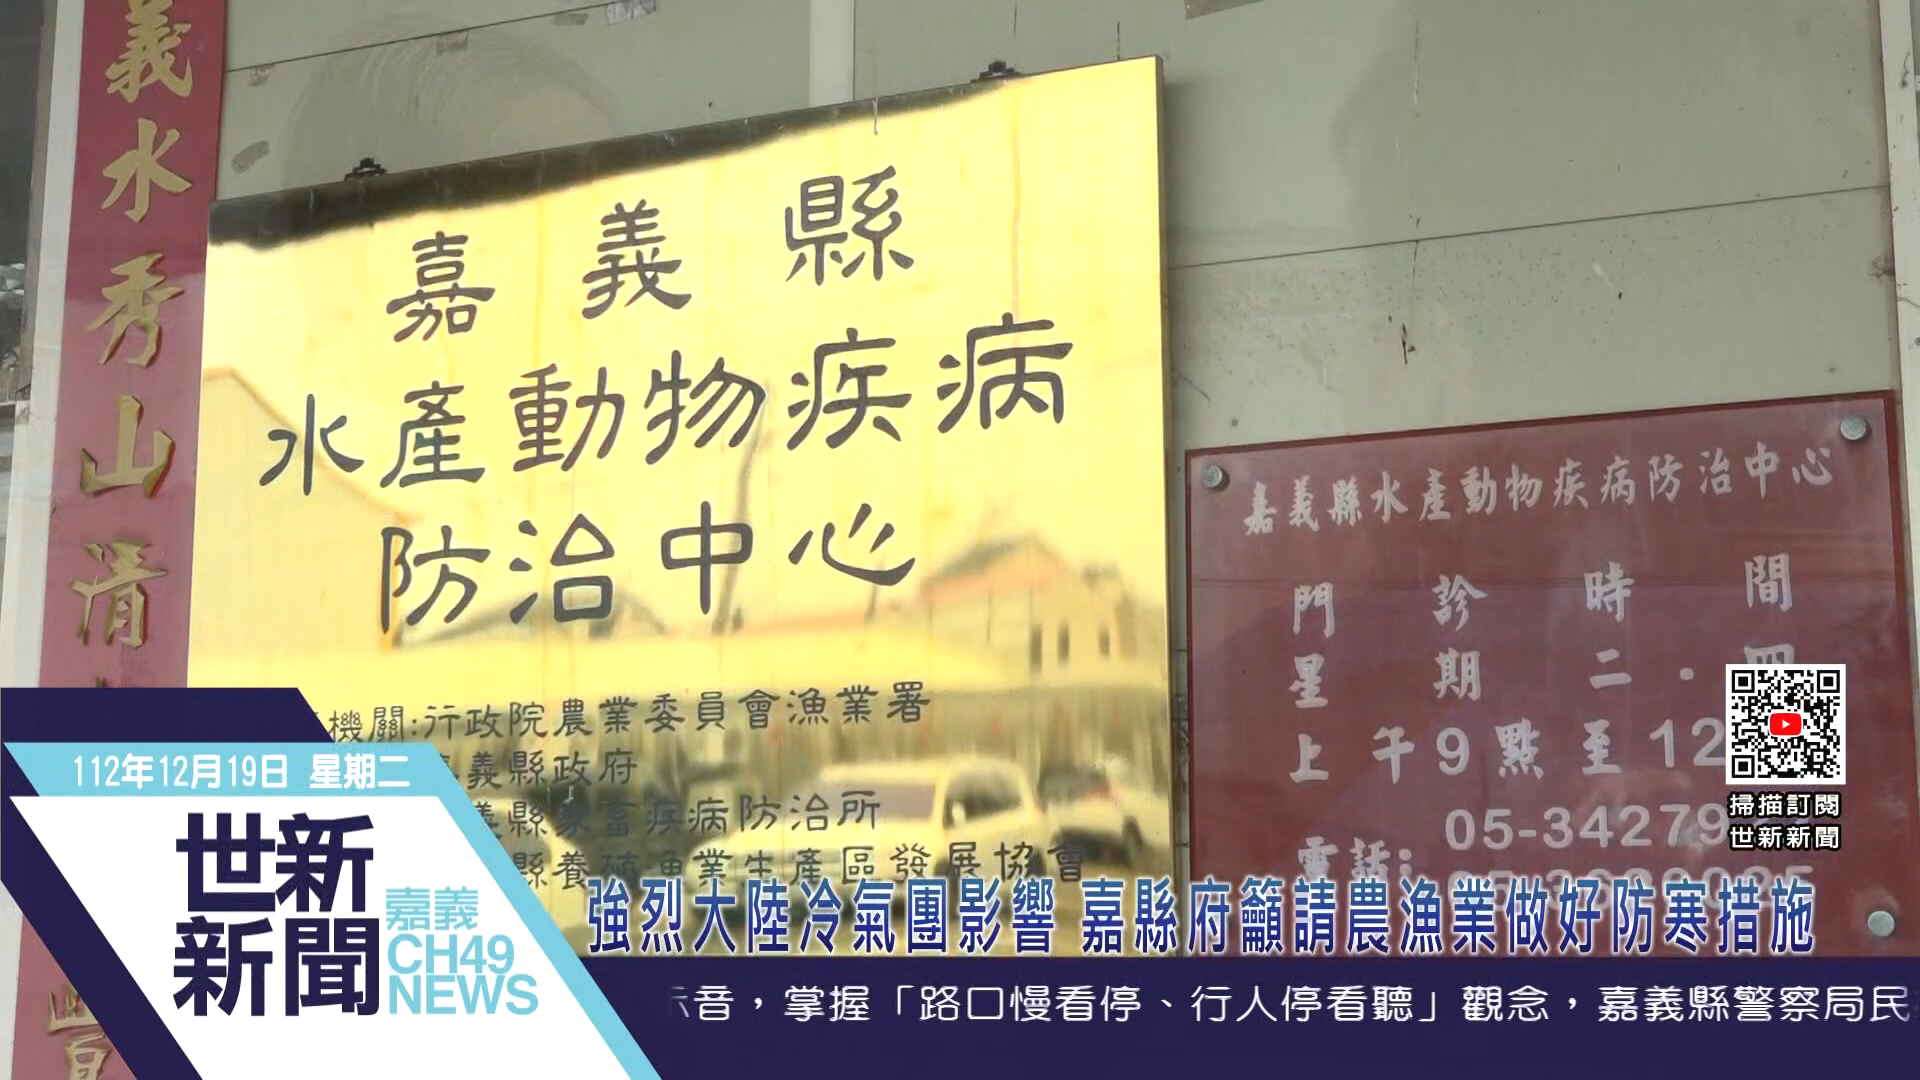 義水秀山清
嘉義縣
水產動物疾病
防治中心
機關:行政院農業委員會漁業署
義縣政府
縣家畜疾病防治所
縣養殖漁業生產區發展協會
嘉義縣水產動物疾病防治中心
門診時間
星期二·四
上午9點至12
電話:
05-34279
掃描訂閱
世新新聞
112年12月19日 星期二
世新
新聞
嘉義
CH49
NEWS
強烈大陸冷氣團影響 嘉縣府籲請農漁業做好防寒措施
示音,掌握「路口慢看停、行人停看聽」觀念,嘉義縣警察局民